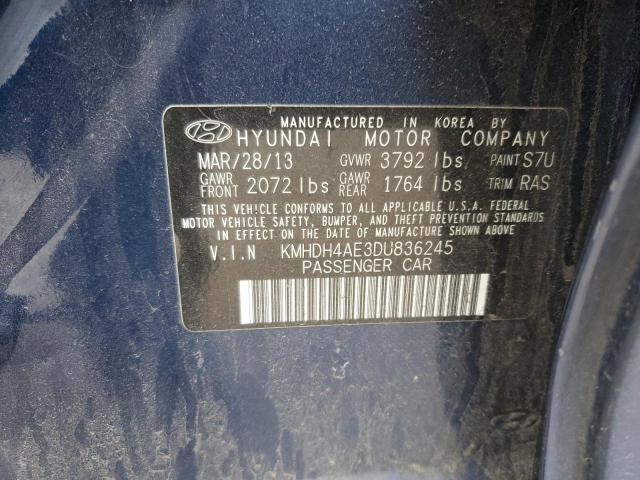 MANUFACTURED IN KOREA BY
HYUNDAI MOTOR COMPANY
MAR/28/13 GVWR 3792 lbs PAINT S7U
GAWR FRONT 2072 lbs GAWR REAR 1764 lbs TRIM RAS
THIS VEHICLE CONFORMS TO ALL APPLICABLE U.S.A. FEDERAL
MOTOR VEHICLE SAFETY, BUMPER, AND THEFT PREVENTION STANDARDS
IN EFFECT ON THE DATE OF MANUFACTURE SHOWN ABOVE
V.I.N KMHDH4AE3DU836245
PASSENGER CAR